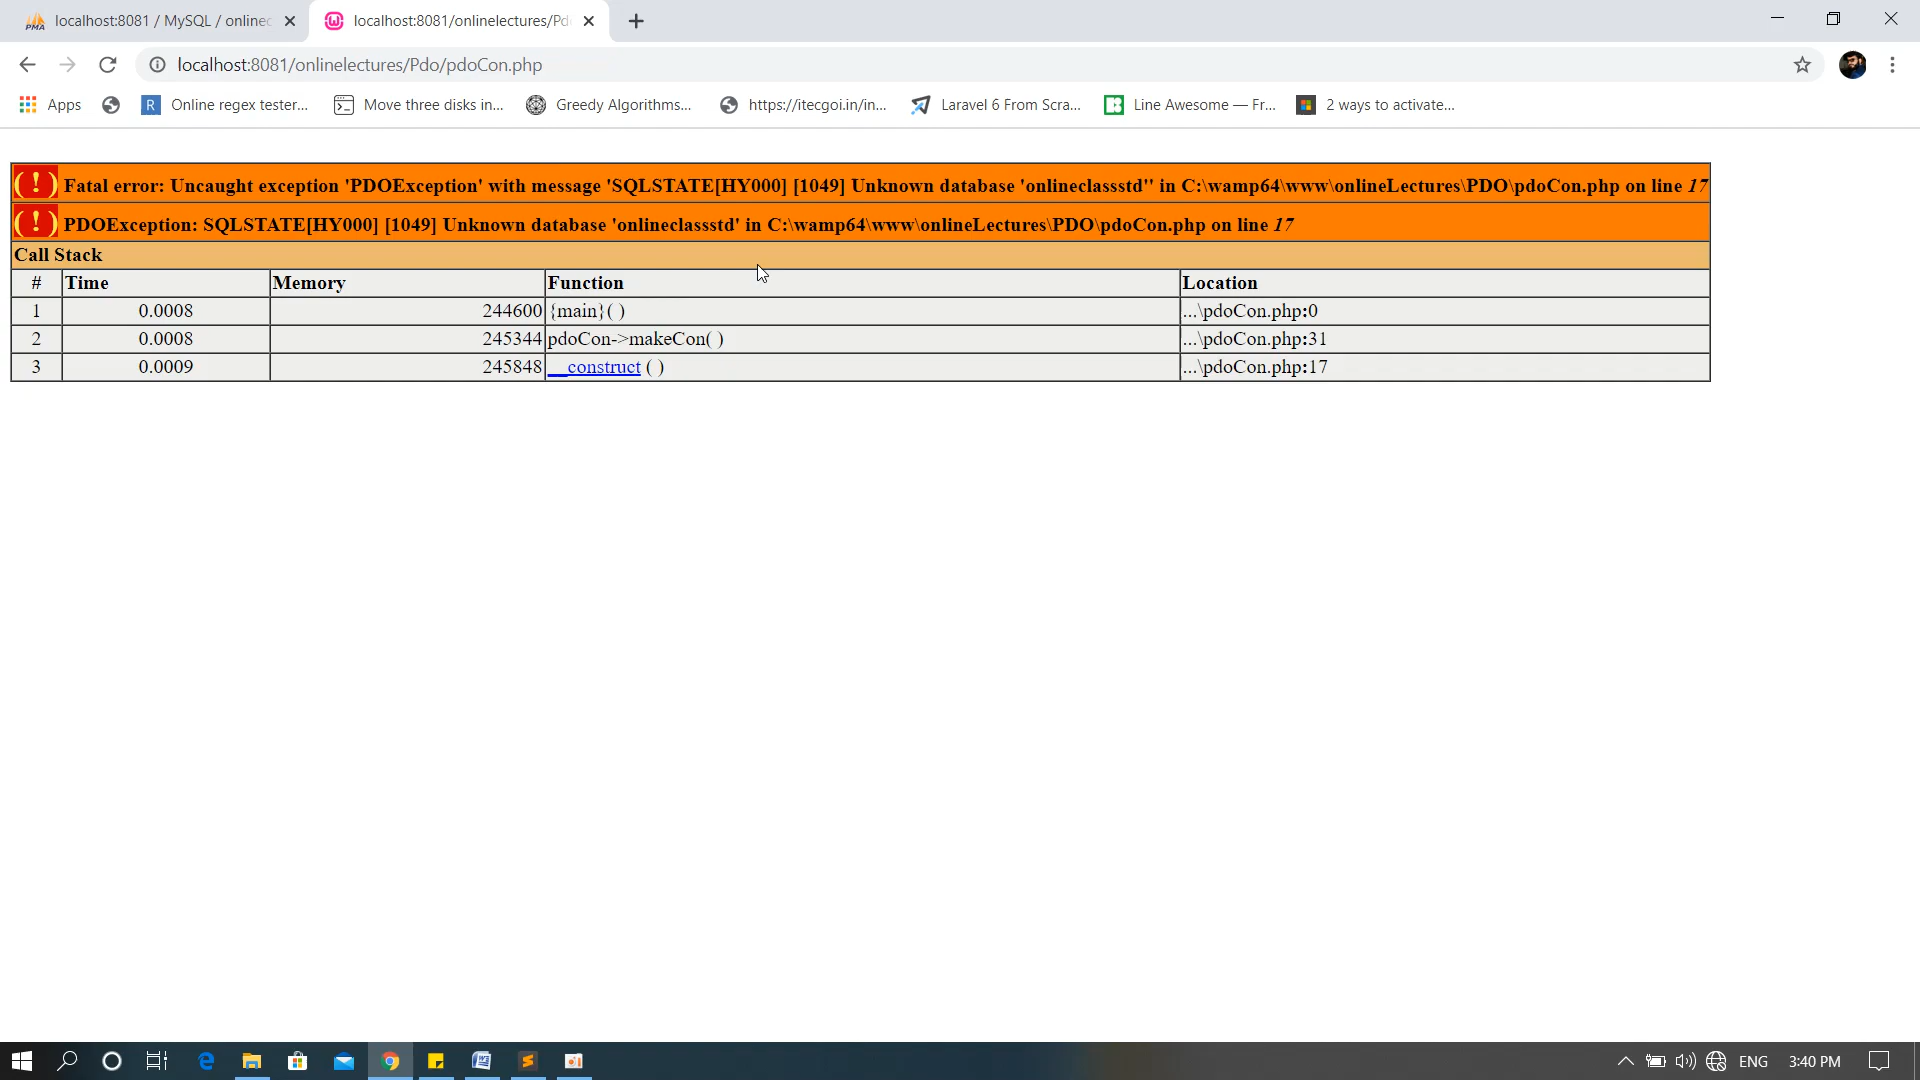 localhost:8081 / MySQL / onlinec
localhost:8081/onlinelectures/Pd
localhost:8081/onlinelectures/Pdo/pdoCon.php
Apps
R
Online regex tester...
Move three disks in...
Greedy Algorithms...
https://itecgoi.in/in...
Laravel 6 From Scra...
Line Awesome — Fr...
2 ways to activate...
( ! ) Fatal error: Uncaught exception 'PDOException' with message 'SQLSTATE[HY000] [1049] Unknown database 'onlineclassstd'' in C:\wamp64\www\onlineLectures\PDO\pdoCon.php on line 17
( ! ) PDOException: SQLSTATE[HY000] [1049] Unknown database 'onlineclassstd' in C:\wamp64\www\onlineLectures\PDO\pdoCon.php on line 17
Call Stack
# Time Memory Function Location
1 0.0008 244600 {main}( ) ...\pdoCon.php:0
2 0.0008 245344 pdoCon->makeCon( ) ...\pdoCon.php:31
3 0.0009 245848 __construct ( ) ...\pdoCon.php:17
ENG
3:40 PM